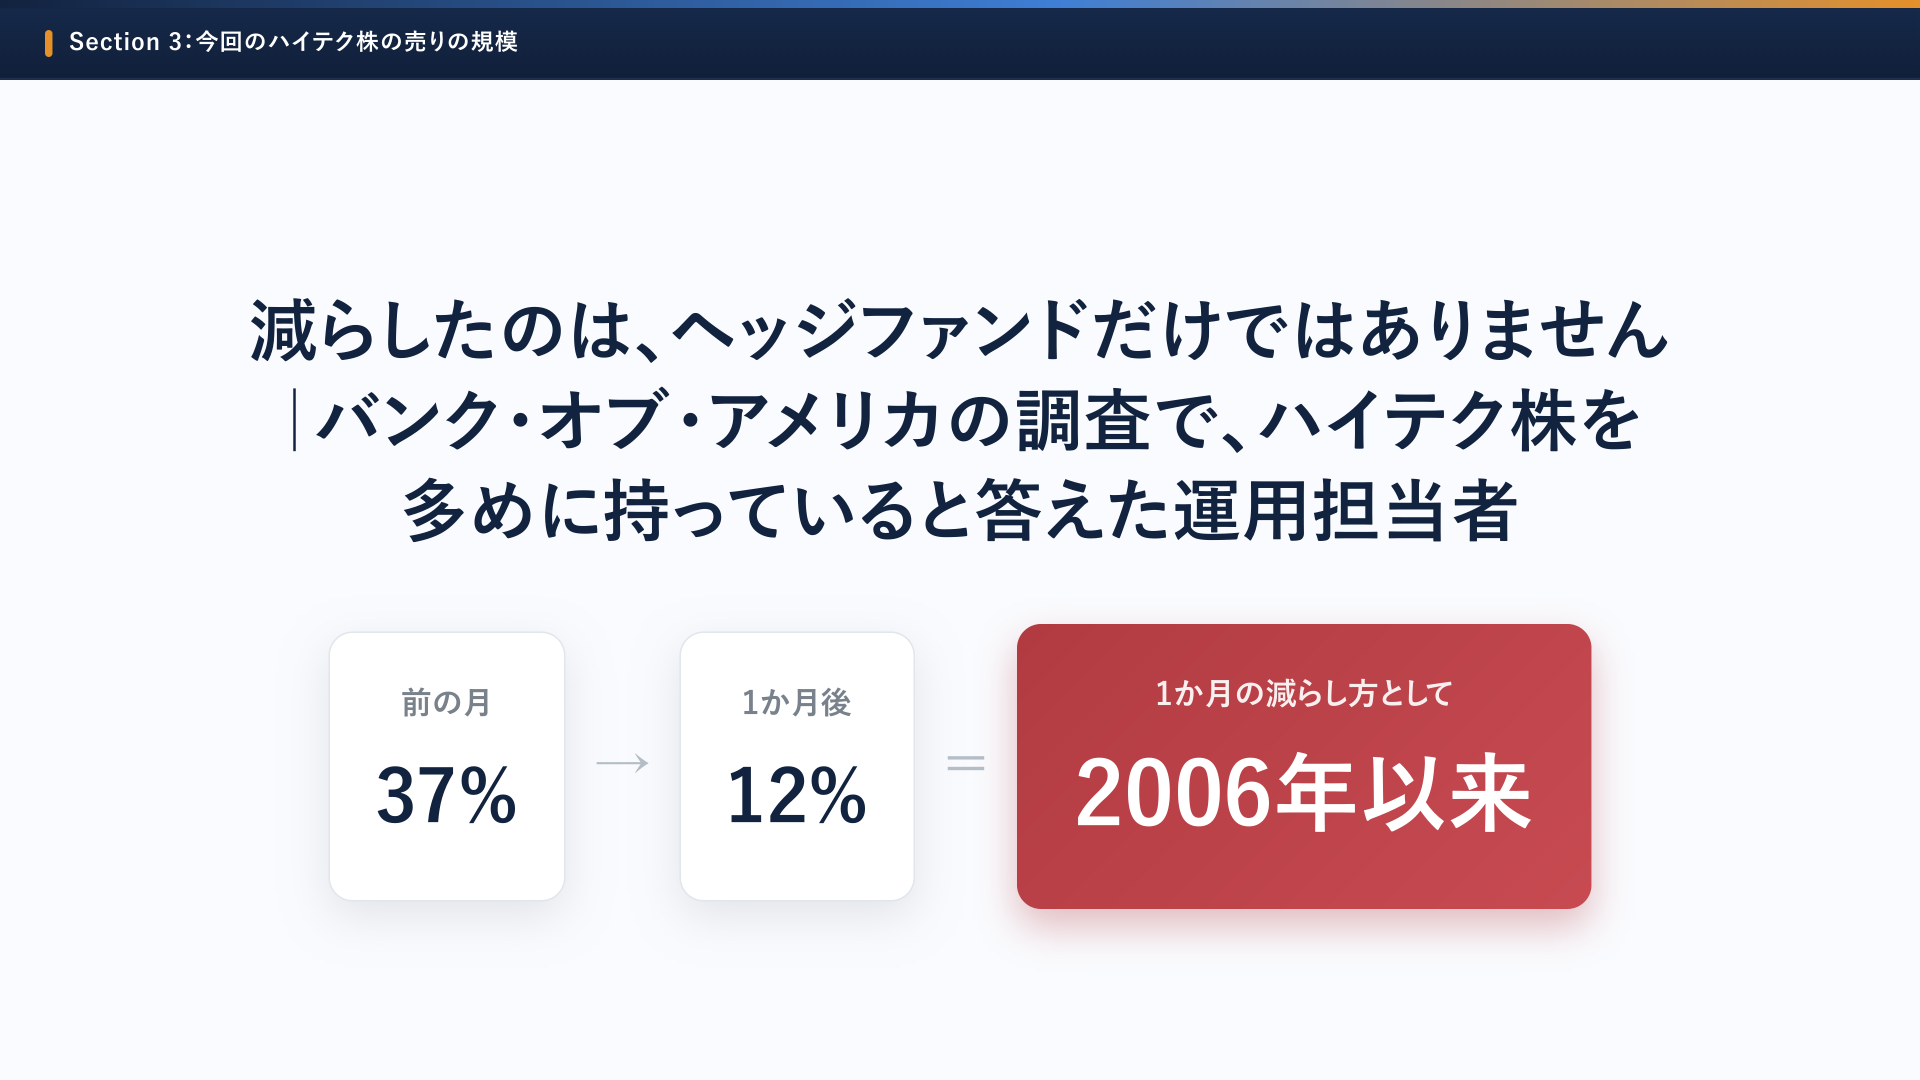 Section 3：今回のハイテク株の売りの規模
減らしたのは、ヘッジファンドだけではありません
｜バンク・オブ・アメリカの調査で、ハイテク株を
多めに持っていると答えた運用担当者
前の月
37%
→
1か月後
12%
＝
1か月の減らし方として
2006年以来